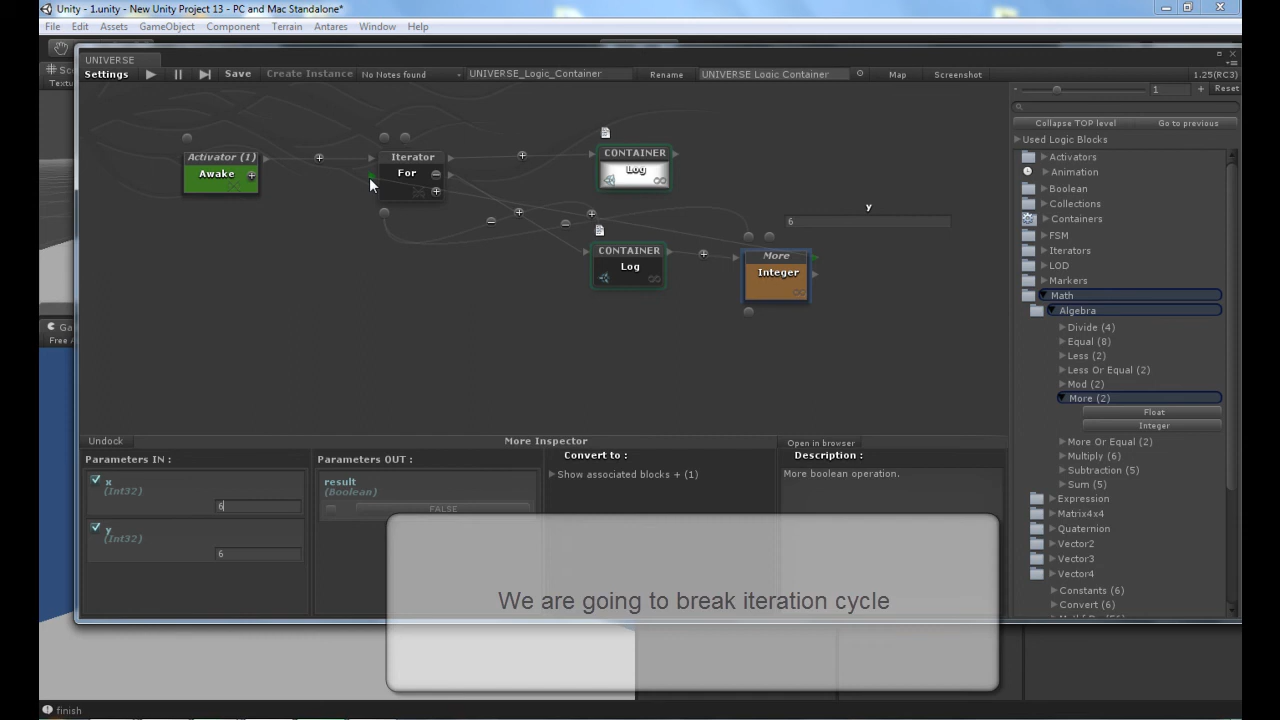 Unity - 1.unity - New Unity Project 13 - PC and Mac Standalone*
File Edit Assets GameObject Component Terrain Antares Window Help
UNIVERSE
Settings Save Create Instance No Notes found UNIVERSE_Logic_Container Rename UNIVERSE Logic Container Map Screenshot 1.25(RC3)
1 Reset
Collapse TOP level Go to previous
Used Logic Blocks
Activators
Animation
Boolean
Collections
Containers
FSM
Iterators
LOD
Markers
Math
Algebra
Divide (4)
Equal (8)
Less (2)
Less Or Equal (2)
Mod (2)
More (2)
Float
Integer
More Or Equal (2)
Multiply (6)
Subtraction (5)
Sum (5)
Expression
Matrix4x4
Quaternion
Vector2
Vector3
Vector4
Constants (6)
Convert (6)
Activator (1)
Awake
Iterator
For
CONTAINER
Log
CONTAINER
Log
y
6
More
Integer
Undock More Inspector Open in browser
Parameters IN :
x
(Int32)
6
y
(Int32)
6
Parameters OUT :
result
(Boolean)
FALSE
Convert to :
Show associated blocks + (1)
Description :
More boolean operation.
We are going to break iteration cycle
finish